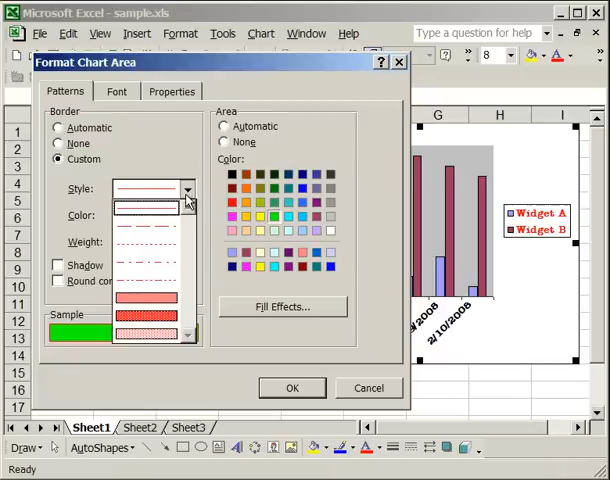 Microsoft Excel - sample.xls
File Edit View Insert Format Tools Chart Window Help
Type a question for help
8
Format Chart Area
Patterns Font Properties
Border
Automatic
None
Custom
Style:
Color:
Weight:
Shadow
Round cor
Sample
Area
Automatic
None
Color:
Fill Effects...
OK Cancel
G H I
1
2
3
4
5
6
7
8
9
10
11
12
13
14
15
16
17
Widget A
Widget B
/2008
2/10/2008
Sheet1 Sheet2 Sheet3
Draw AutoShapes
Ready